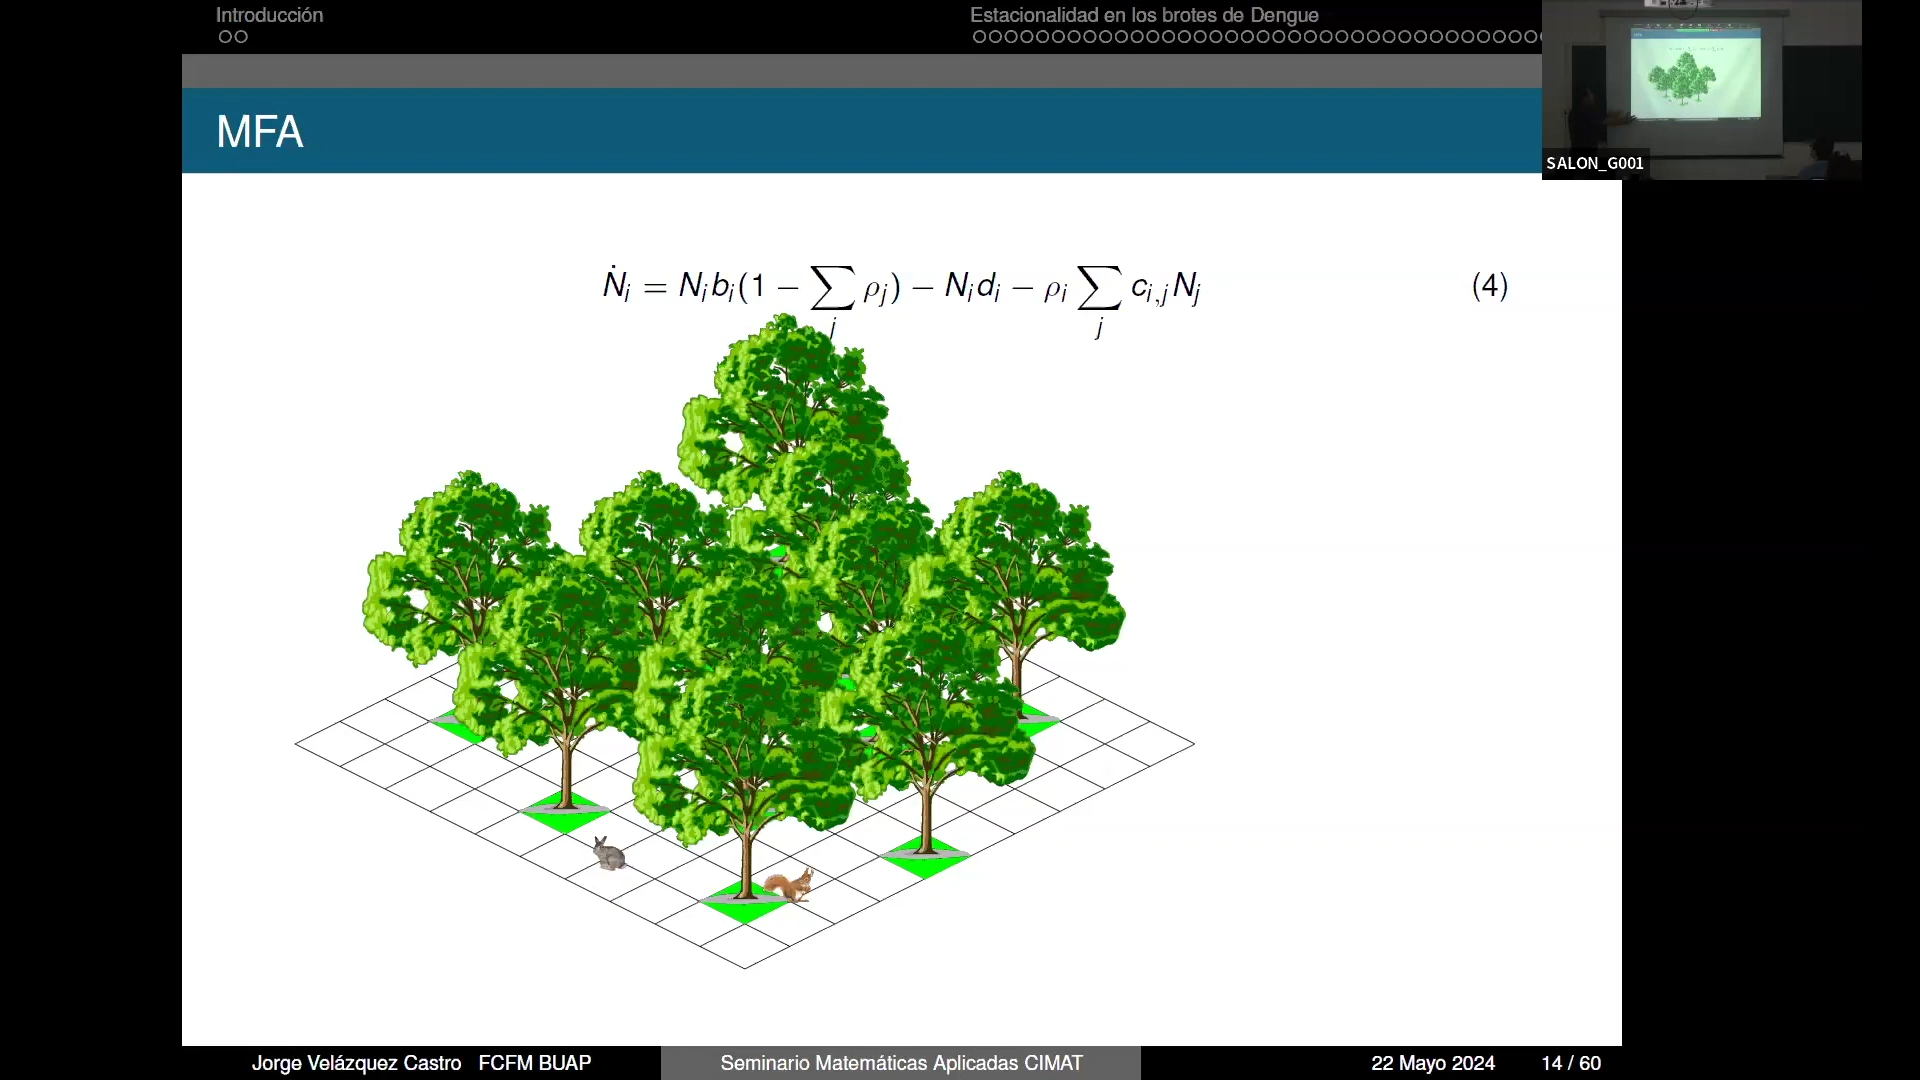 Introducción
Estacionalidad en los brotes de Dengue
MFA
SALON_G001
Ṅ_i = N_i b_i(1 − ∑_j ρ_j) − N_i d_i − ρ_i ∑_j c_{i,j} N_j (4)
Jorge Velázquez Castro FCFM BUAP Seminario Matemáticas Aplicadas CIMAT 22 Mayo 2024 14 / 60